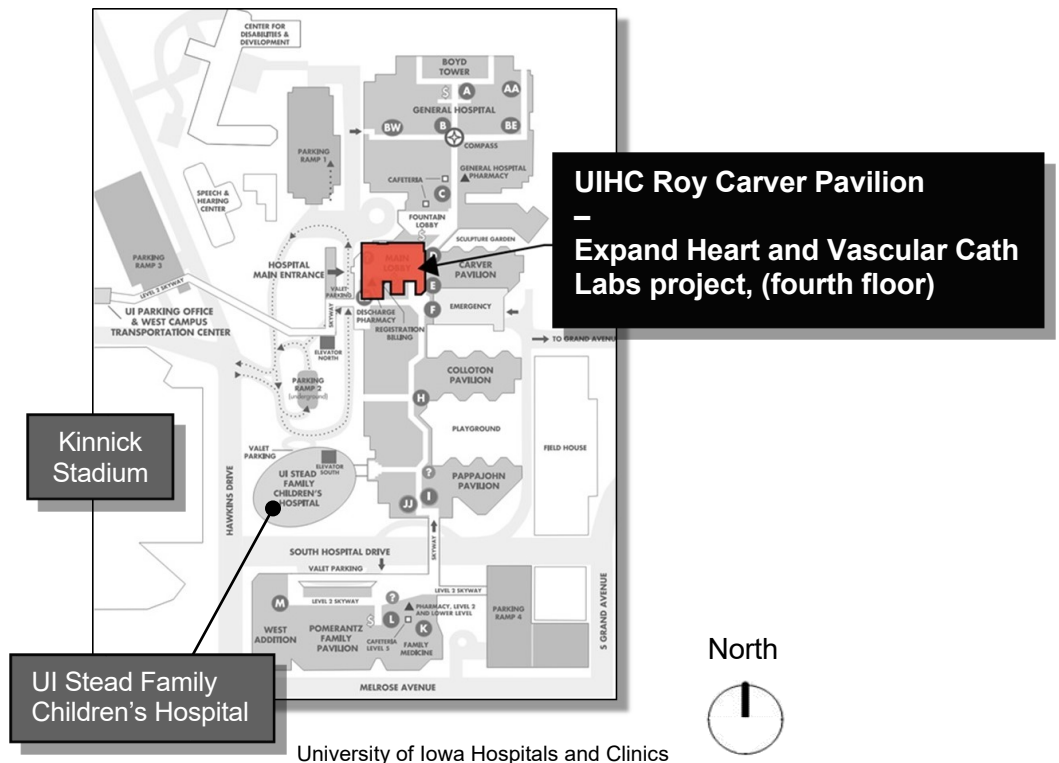 CENTER FOR
DISABILITIES &
DEVELOPMENT
BOYD
TOWER
$
A
AA
GENERAL HOSPITAL
BW
B
BE
COMPASS
PARKING
RAMP 1
CAFETERIA
GENERAL HOSPITAL
PHARMACY
C
SPEECH &
HEARING
CENTER
FOUNTAIN
LOBBY
SCULPTURE GARDEN
UIHC Roy Carver Pavilion
–
Expand Heart and Vascular Cath
Labs project, (fourth floor)
PARKING
RAMP 3
HOSPITAL
MAIN ENTRANCE
MAIN
LOBBY
CARVER
PAVILION
E
LEVEL 2 SKYWAY
VALET
PARKING
EMERGENCY
F
UI PARKING OFFICE
& WEST CAMPUS
TRANSPORTATION CENTER
SKYWAY
DISCHARGE
PHARMACY
REGISTRATION
BILLING
TO GRAND AVENUE
ELEVATOR
NORTH
COLLOTON
PAVILION
PARKING
RAMP 2
(underground)
H
Kinnick
Stadium
PLAYGROUND
FIELD HOUSE
VALET
PARKING
ELEVATOR
SOUTH
UI STEAD
FAMILY
CHILDREN'S
HOSPITAL
?
PAPPAJOHN
PAVILION
I
JJ
HAWKINS DRIVE
SKYWAY
SOUTH HOSPITAL DRIVE
VALET PARKING
LEVEL 2 SKYWAY
LEVEL 2 SKYWAY
M
?
PHARMACY, LEVEL 2
AND LOWER LEVEL
$
L
K
PARKING
RAMP 4
S GRAND AVENUE
WEST
ADDITION
POMERANTZ
FAMILY
PAVILION
CAFETERIA
LEVEL 5
FAMILY
MEDICINE
North
UI Stead Family
Children's Hospital
MELROSE AVENUE
University of Iowa Hospitals and Clinics